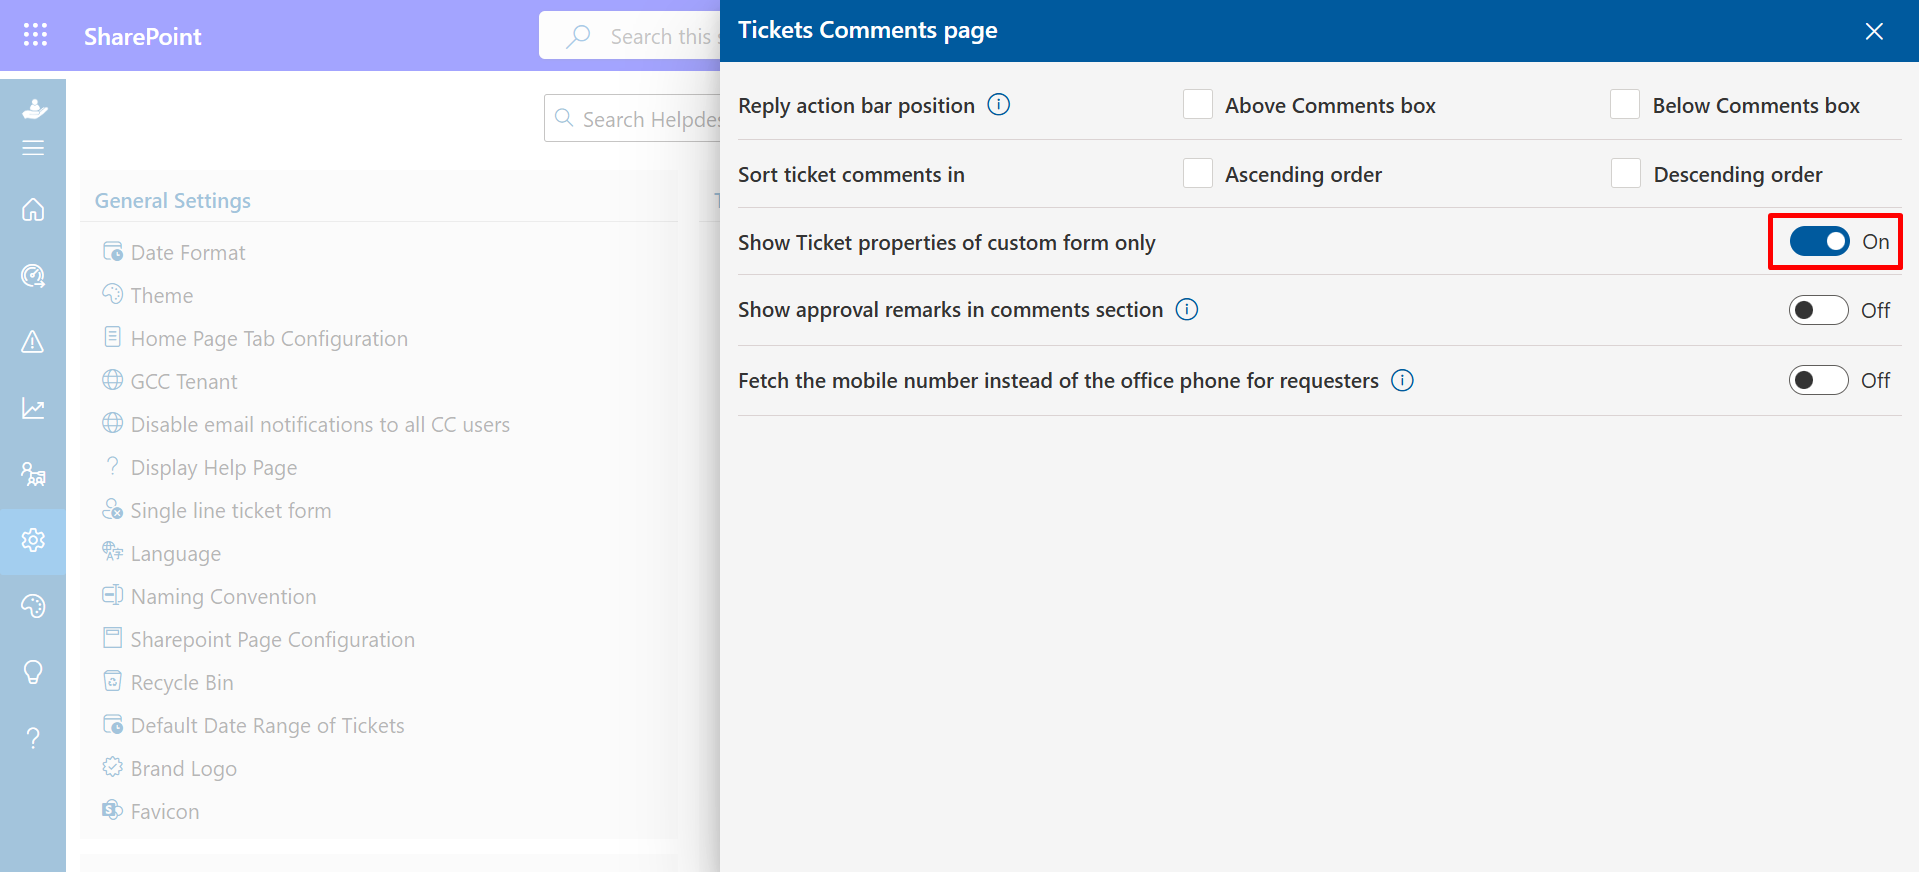 SharePoint
Search this s
Search Helpdes
General Settings
Date Format
Theme
Home Page Tab Configuration
GCC Tenant
Disable email notifications to all CC users
Display Help Page
Single line ticket form
Language
Naming Convention
Sharepoint Page Configuration
Recycle Bin
Default Date Range of Tickets
Brand Logo
Favicon
Tickets Comments page
Reply action bar position
Above Comments box
Below Comments box
Sort ticket comments in
Ascending order
Descending order
Show Ticket properties of custom form only
On
Show approval remarks in comments section
Off
Fetch the mobile number instead of the office phone for requesters
Off